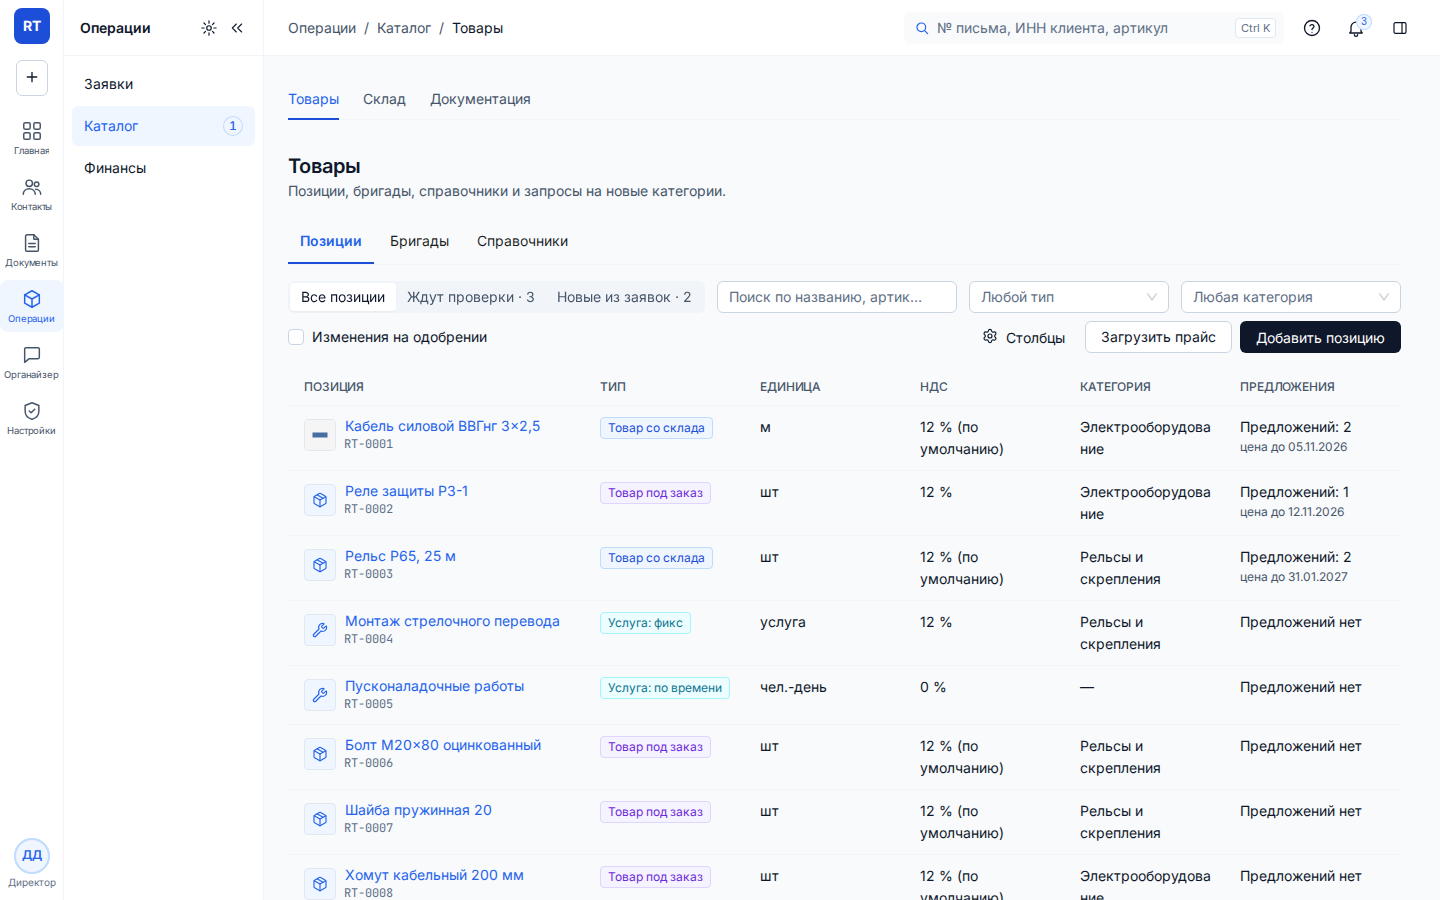 RT
Операции
Операции / Каталог / Товары
№ письма, ИНН клиента, артикул
Ctrl K
3
Главная
Контакты
Документы
Операции
Органайзер
Настройки
ДД
Директор
Заявки
Каталог
1
Финансы
Товары
Склад
Документация
Товары
Позиции, бригады, справочники и запросы на новые категории.
Позиции
Бригады
Справочники
Все позиции
Ждут проверки · 3
Новые из заявок · 2
Поиск по названию, артик...
Любой тип
Любая категория
Изменения на одобрении
Столбцы
Загрузить прайс
Добавить позицию
ПОЗИЦИЯ ТИП ЕДИНИЦА НДС КАТЕГОРИЯ ПРЕДЛОЖЕНИЯ
Кабель силовой ВВГнг 3×2,5 Товар со склада м 12 % (по Электрооборудова Предложений: 2
RT-0001 умолчанию) ние цена до 05.11.2026
Реле защиты РЗ-1 Товар под заказ шт 12 % Электрооборудова Предложений: 1
RT-0002 ние цена до 12.11.2026
Рельс Р65, 25 м Товар со склада шт 12 % (по Рельсы и Предложений: 2
RT-0003 умолчанию) скрепления цена до 31.01.2027
Монтаж стрелочного перевода Услуга: фикс услуга 12 % Рельсы и Предложений нет
RT-0004 скрепления
Пусконаладочные работы Услуга: по времени чел.-день 0 % — Предложений нет
RT-0005
Болт М20×80 оцинкованный Товар под заказ шт 12 % (по Рельсы и Предложений нет
RT-0006 умолчанию) скрепления
Шайба пружинная 20 Товар под заказ шт 12 % (по Рельсы и Предложений нет
RT-0007 умолчанию) скрепления
Хомут кабельный 200 мм Товар под заказ шт 12 % (по Электрооборудова Предложений нет
RT-0008 умолчанию) ние